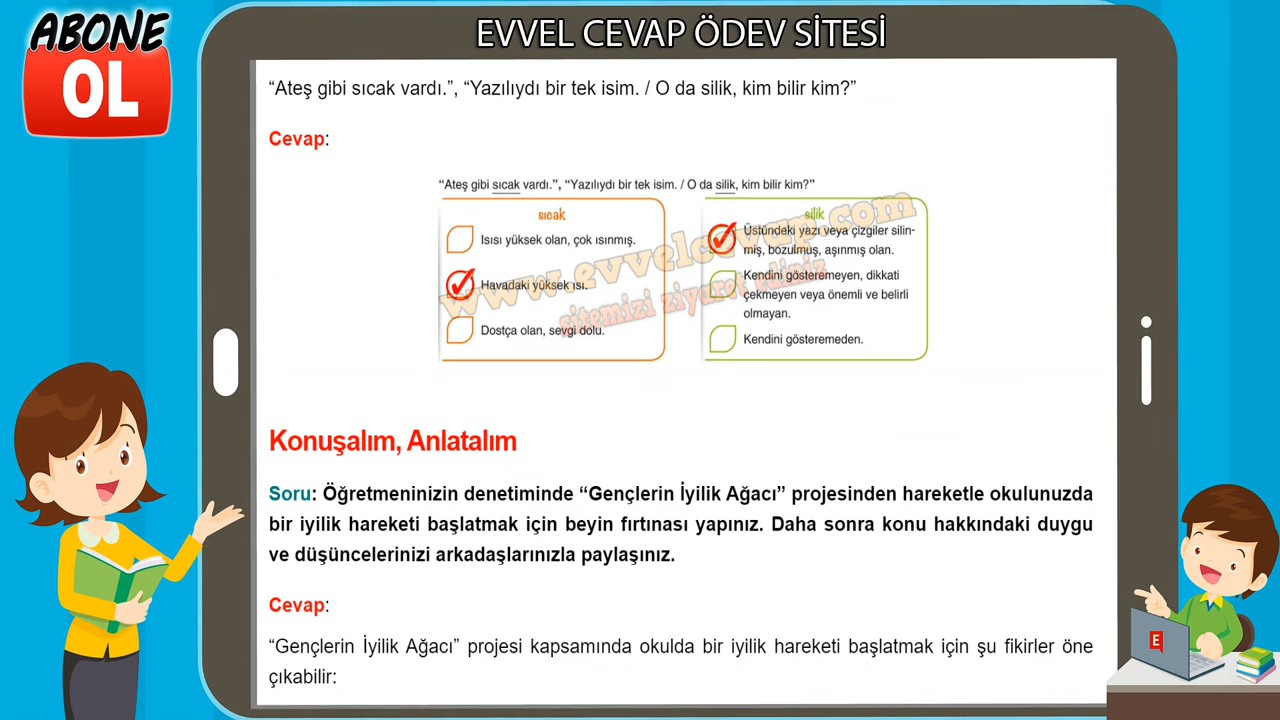 ABONE
OL
EVVEL CEVAP ÖDEV SİTESİ
“Ateş gibi sıcak vardı.”, “Yazılıydı bir tek isim. / O da silik, kim bilir kim?”
Cevap:
“Ateş gibi sıcak vardı.”, “Yazılıydı bir tek isim. / O da silik, kim bilir kim?”
sıcak
Isısı yüksek olan, çok ısınmış.
Havadaki yüksek ısı.
Dostça olan, sevgi dolu.
silik
Üstündeki yazı veya çizgiler silin-
miş, bozulmuş, aşınmış olan.
Kendini gösteremeyen, dikkati
çekmeyen veya önemli ve belirli
olmayan.
Kendini gösteremeden.
www.evvelcevap.com
sitemizi ziyaret ediniz
Konuşalım, Anlatalım
Soru: Öğretmeninizin denetiminde “Gençlerin İyilik Ağacı” projesinden hareketle okulunuzda
bir iyilik hareketi başlatmak için beyin fırtınası yapınız. Daha sonra konu hakkındaki duygu
ve düşüncelerinizi arkadaşlarınızla paylaşınız.
Cevap:
“Gençlerin İyilik Ağacı” projesi kapsamında okulda bir iyilik hareketi başlatmak için şu fikirler öne
çıkabilir:
E